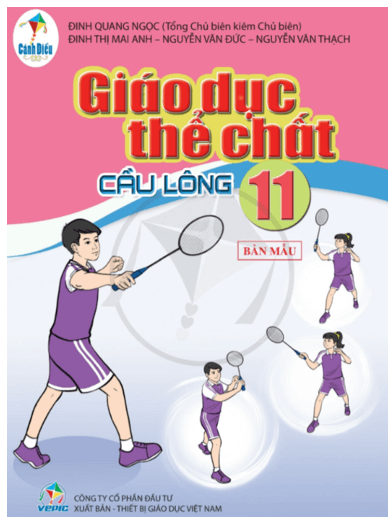 ĐINH QUANG NGỌC (Tổng Chủ biên kiêm Chủ biên)
ĐINH THỊ MAI ANH – NGUYỄN VĂN ĐỨC – NGUYỄN VĂN THẠCH
Cánh Diều
Giáo dục
thể chất
CẦU LÔNG 11
BẢN MẪU
VEPIC
CÔNG TY CỔ PHẦN ĐẦU TƯ
XUẤT BẢN - THIẾT BỊ GIÁO DỤC VIỆT NAM